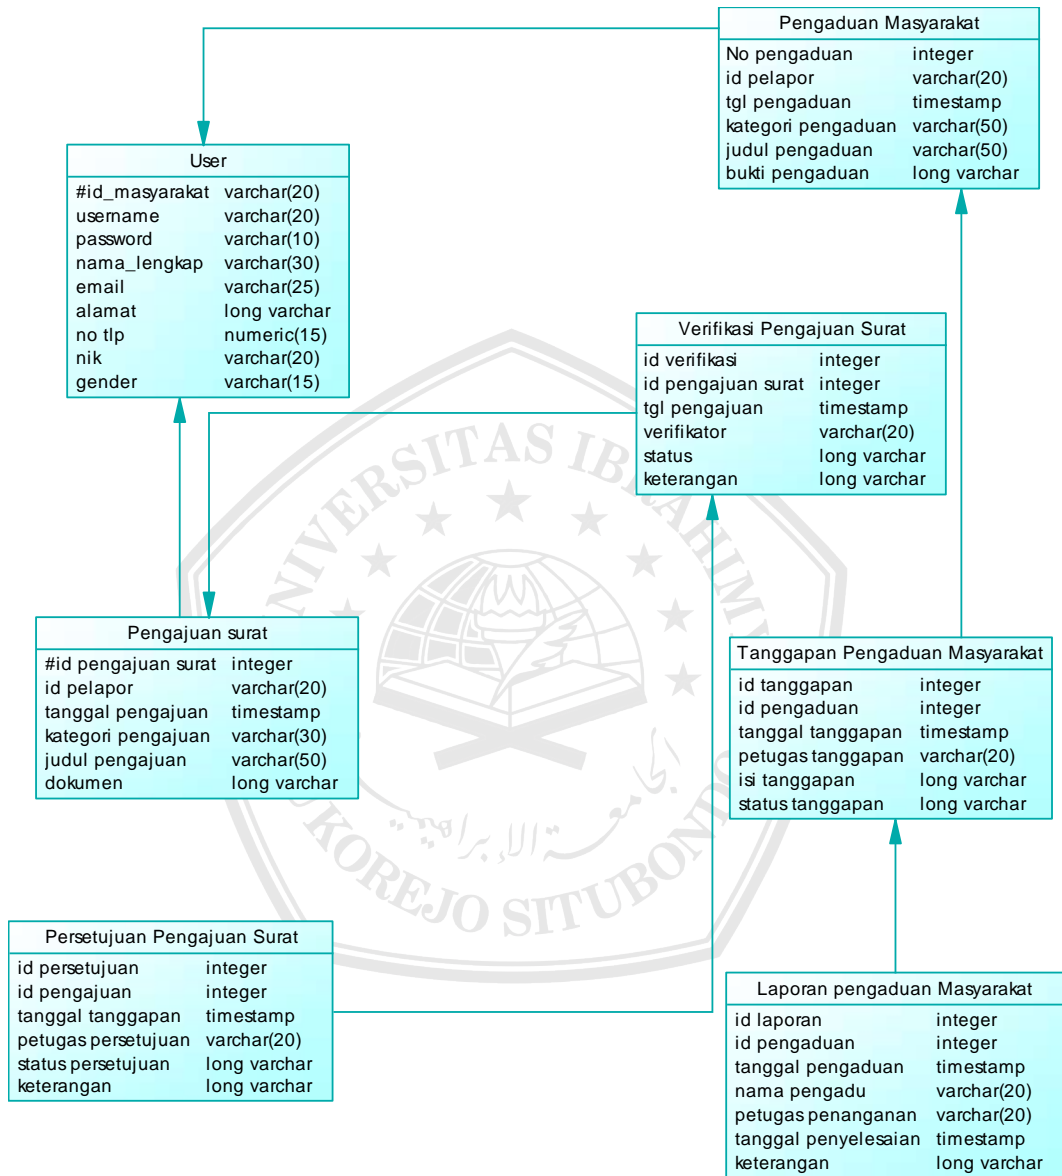 Pengaduan Masyarakat
No pengaduan integer
id pelapor varchar(20)
tgl pengaduan timestamp
kategori pengaduan varchar(50)
judul pengaduan varchar(50)
bukti pengaduan long varchar
User
#id_masyarakat varchar(20)
username varchar(20)
password varchar(10)
nama_lengkap varchar(30)
email varchar(25)
alamat long varchar
no tlp numeric(15)
nik varchar(20)
gender varchar(15)
Verifikasi Pengajuan Surat
id verifikasi integer
id pengajuan surat integer
tgl pengajuan timestamp
verifikator varchar(20)
status long varchar
keterangan long varchar
Pengajuan surat
#id pengajuan surat integer
id pelapor varchar(20)
tanggal pengajuan timestamp
kategori pengajuan varchar(30)
judul pengajuan varchar(50)
dokumen long varchar
Tanggapan Pengaduan Masyarakat
id tanggapan integer
id pengaduan integer
tanggal tanggapan timestamp
petugas tanggapan varchar(20)
isi tanggapan long varchar
status tanggapan long varchar
Persetujuan Pengajuan Surat
id persetujuan integer
id pengajuan integer
tanggal tanggapan timestamp
petugas persetujuan varchar(20)
status persetujuan long varchar
keterangan long varchar
Laporan pengaduan Masyarakat
id laporan integer
id pengaduan integer
tanggal pengaduan timestamp
nama pengadu varchar(20)
petugas penanganan varchar(20)
tanggal penyelesaian timestamp
keterangan long varchar
NIVERSITAS IBRAHIMY
KOREJO SITUBONDO